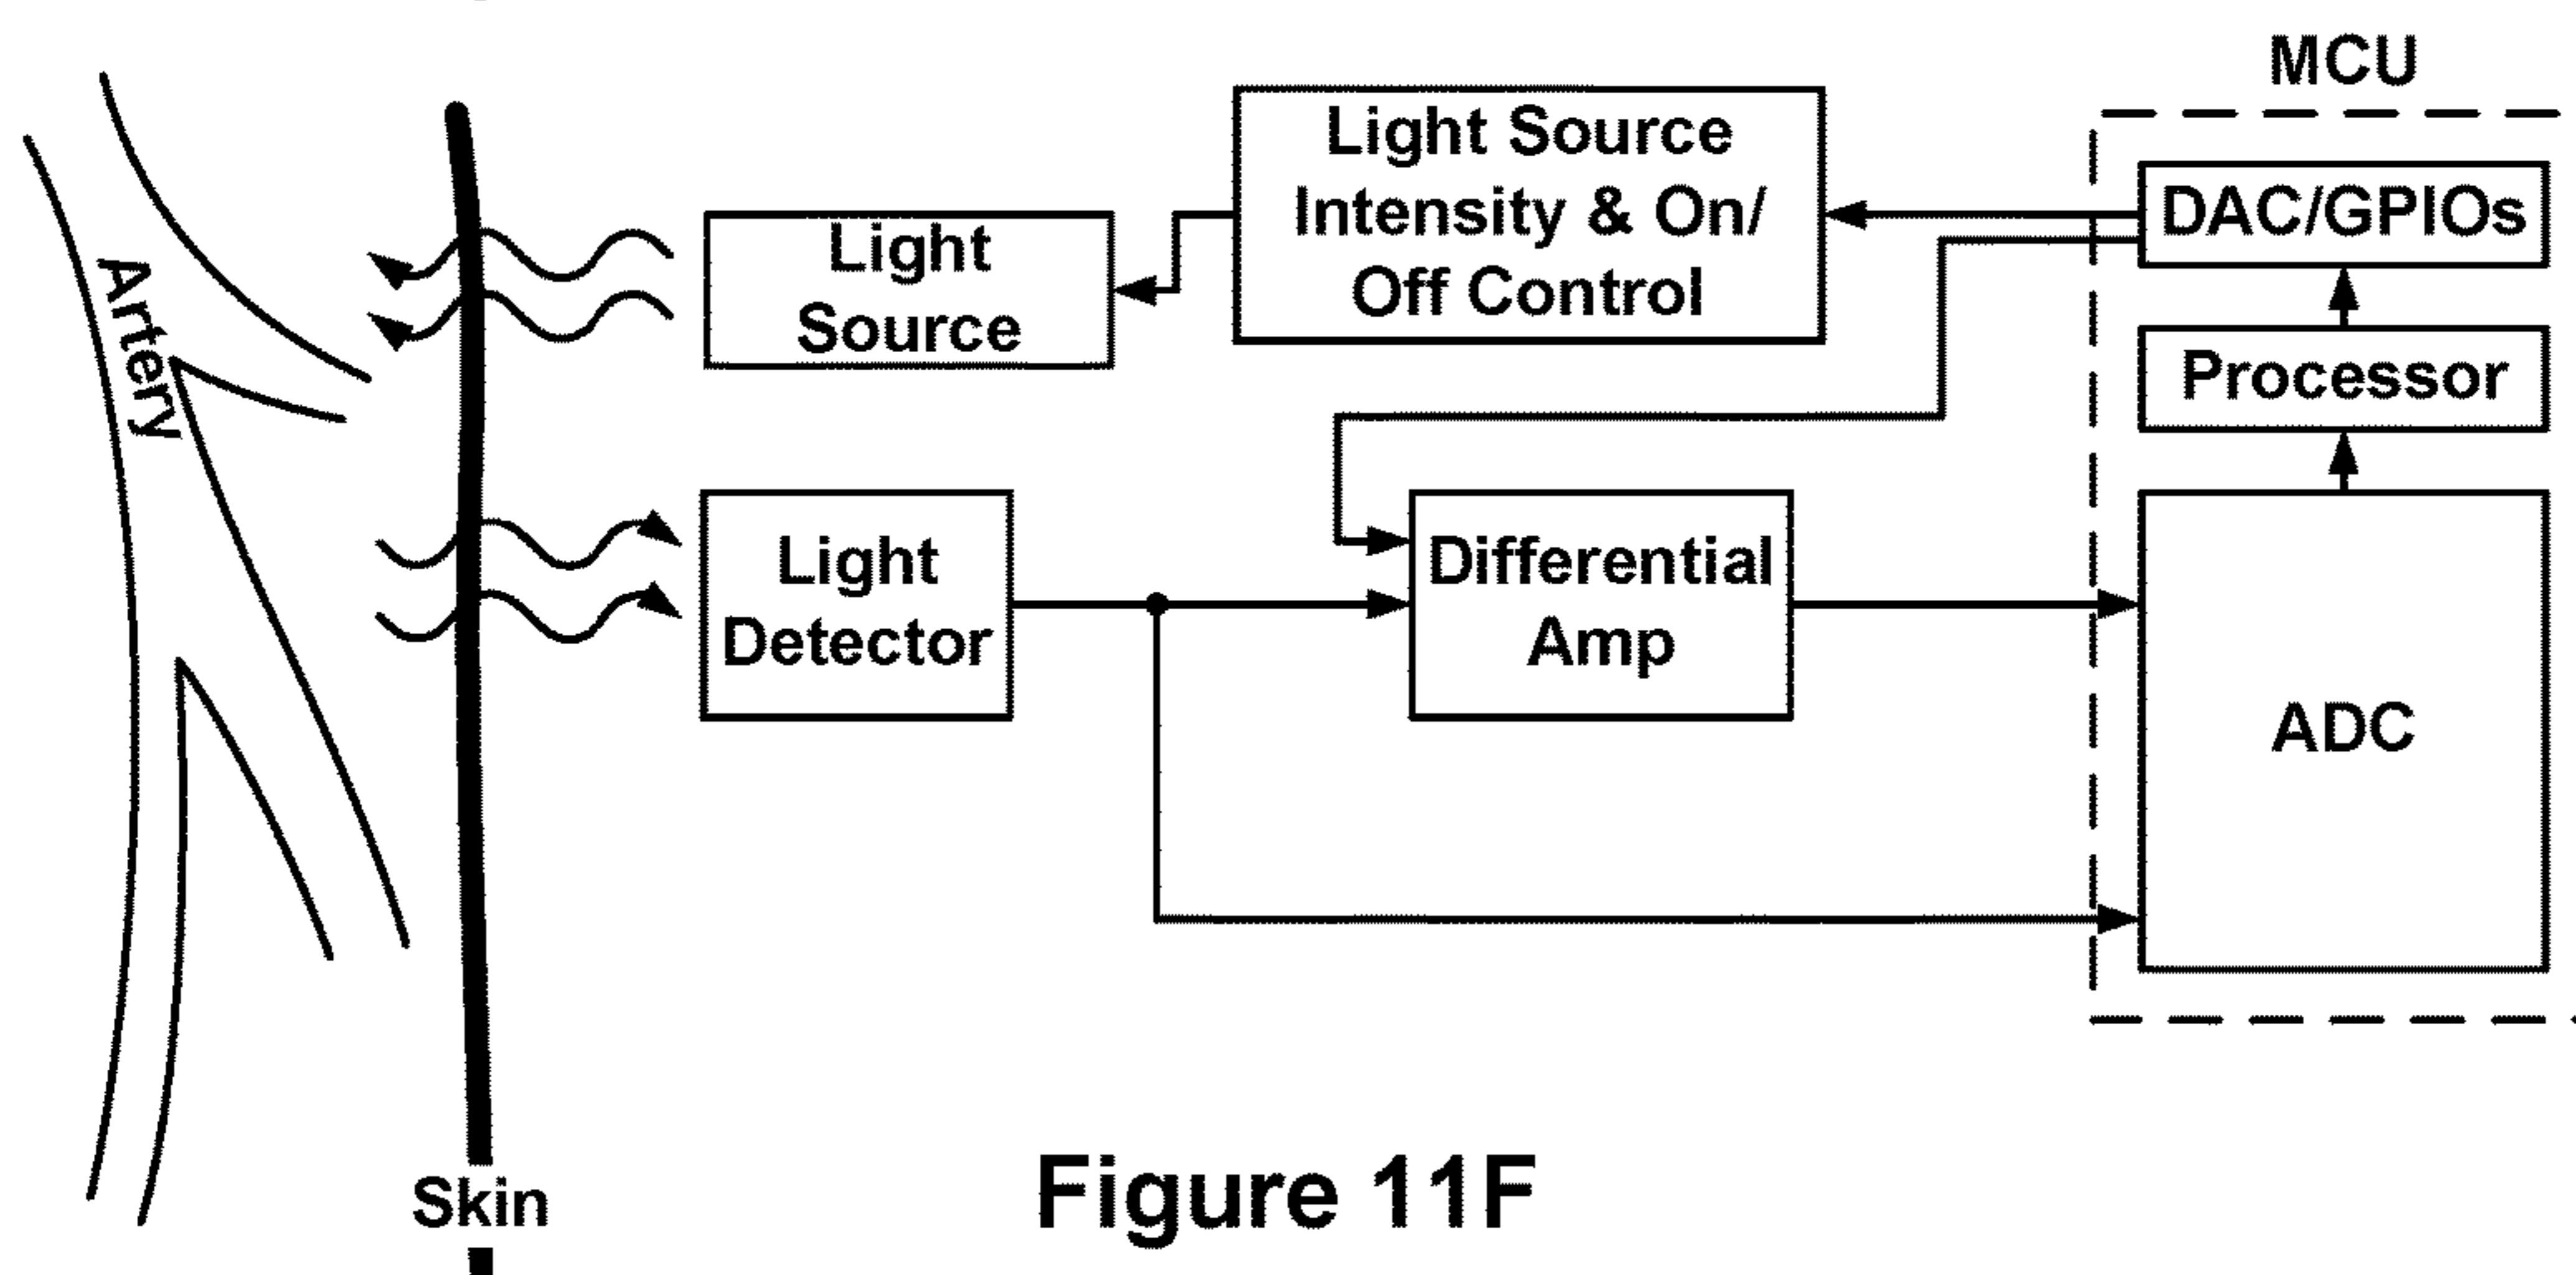 MCU
Light Source
Intensity & On/
Off Control
DAC/GPIOs
Light
Source
Processor
Artery
Light
Detector
Differential
Amp
ADC
Skin
Figure 11F